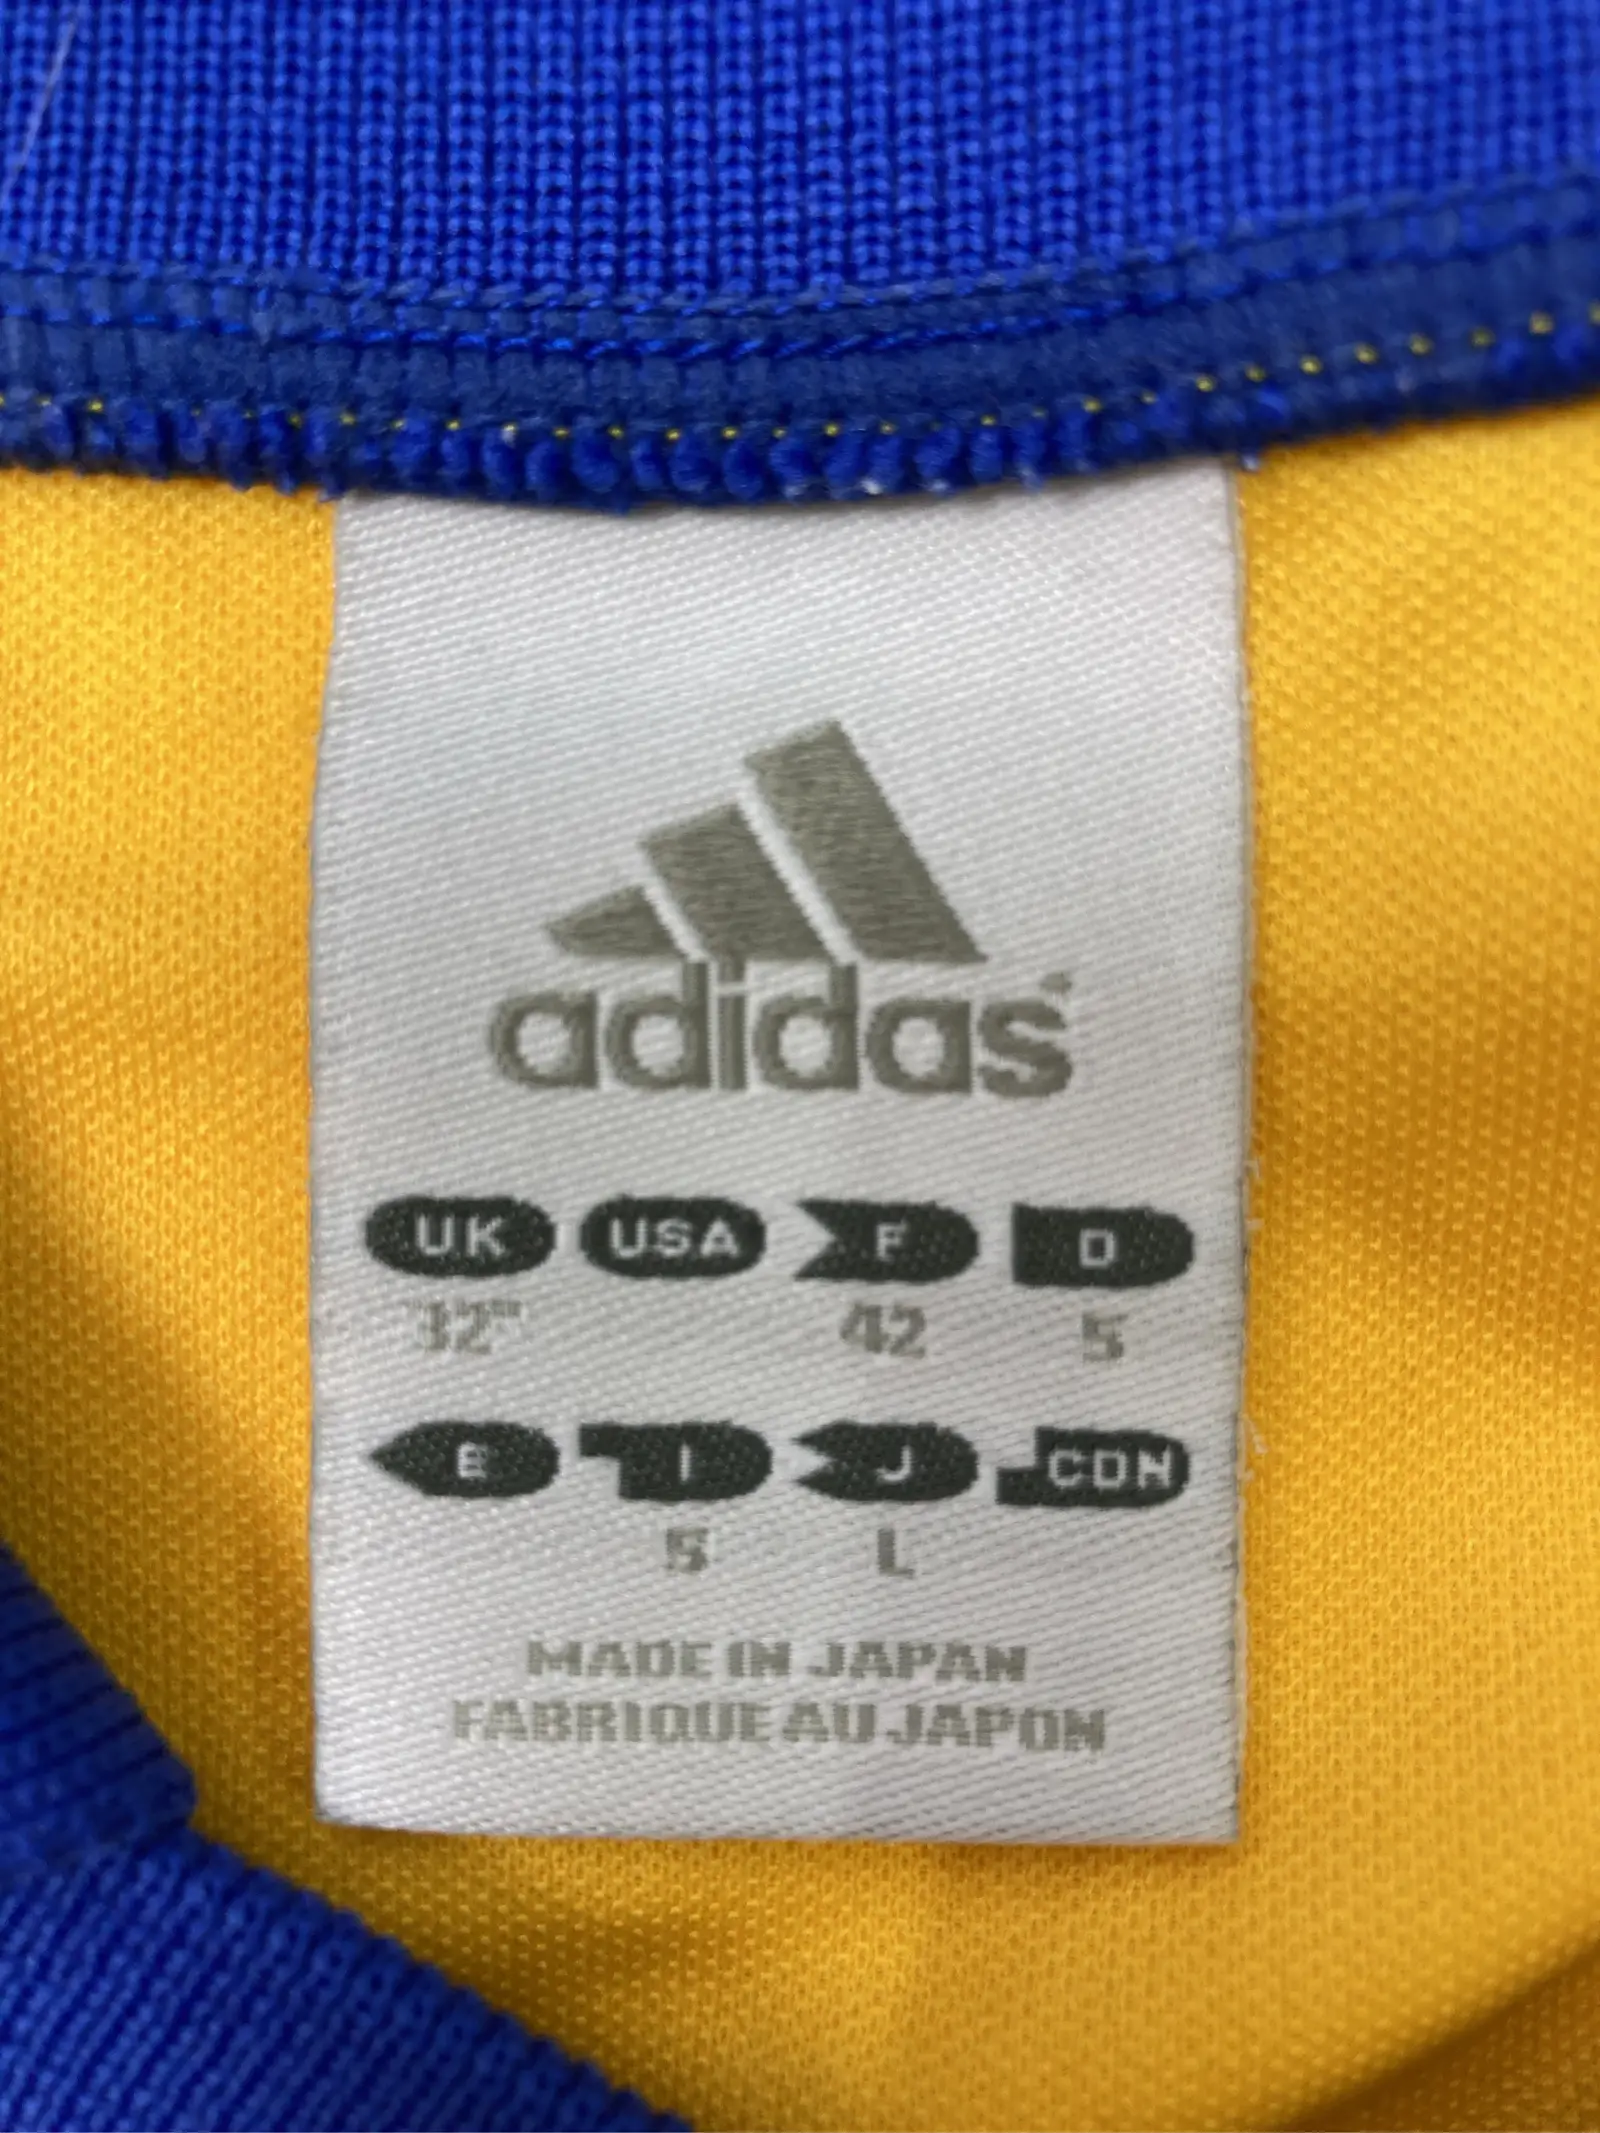 adidas
UK USA F D
32" 42 5
E I J CDN
5 L
MADE IN JAPAN
FABRIQUE AU JAPON